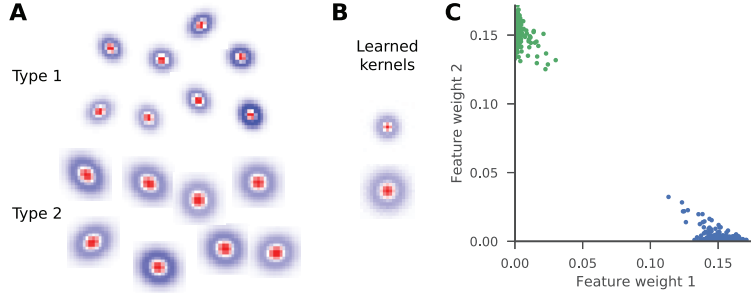 A
B
C
Type 1
Type 2
Learned
kernels
Feature weight 2
0.15
0.10
0.05
0.00
0.00
0.05
0.10
0.15
Feature weight 1